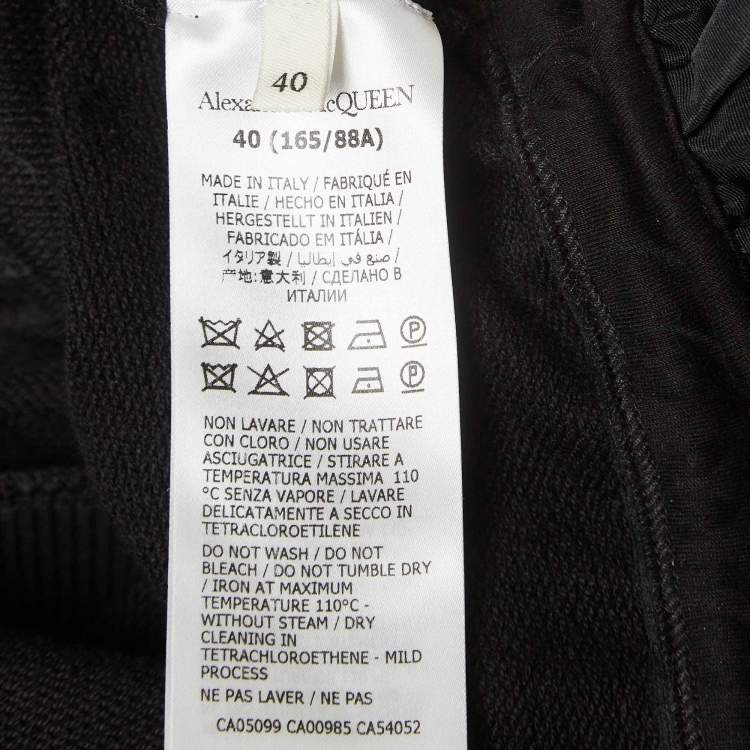 40
Alexa cQUEEN
40 (165/88A)
MADE IN ITALY / FABRIQUÉ EN
ITALIE / HECHO EN ITALIA /
HERGESTELLT IN ITALIEN /
FABRICADO EM ITÁLIA /
イタリア製 / صنع في إيطاليا /
产地:意大利 / СДЕЛАНО В
ИТАЛИИ
P
P
NON LAVARE / NON TRATTARE
CON CLORO / NON USARE
ASCIUGATRICE / STIRARE A
TEMPERATURA MASSIMA 110
°C SENZA VAPORE / LAVARE
DELICATAMENTE A SECCO IN
TETRACLOROETILENE
DO NOT WASH / DO NOT
BLEACH / DO NOT TUMBLE DRY
/ IRON AT MAXIMUM
TEMPERATURE 110°C -
WITHOUT STEAM / DRY
CLEANING IN
TETRACHLOROETHENE - MILD
PROCESS
NE PAS LAVER / NE PAS
CA05099 CA00985 CA54052